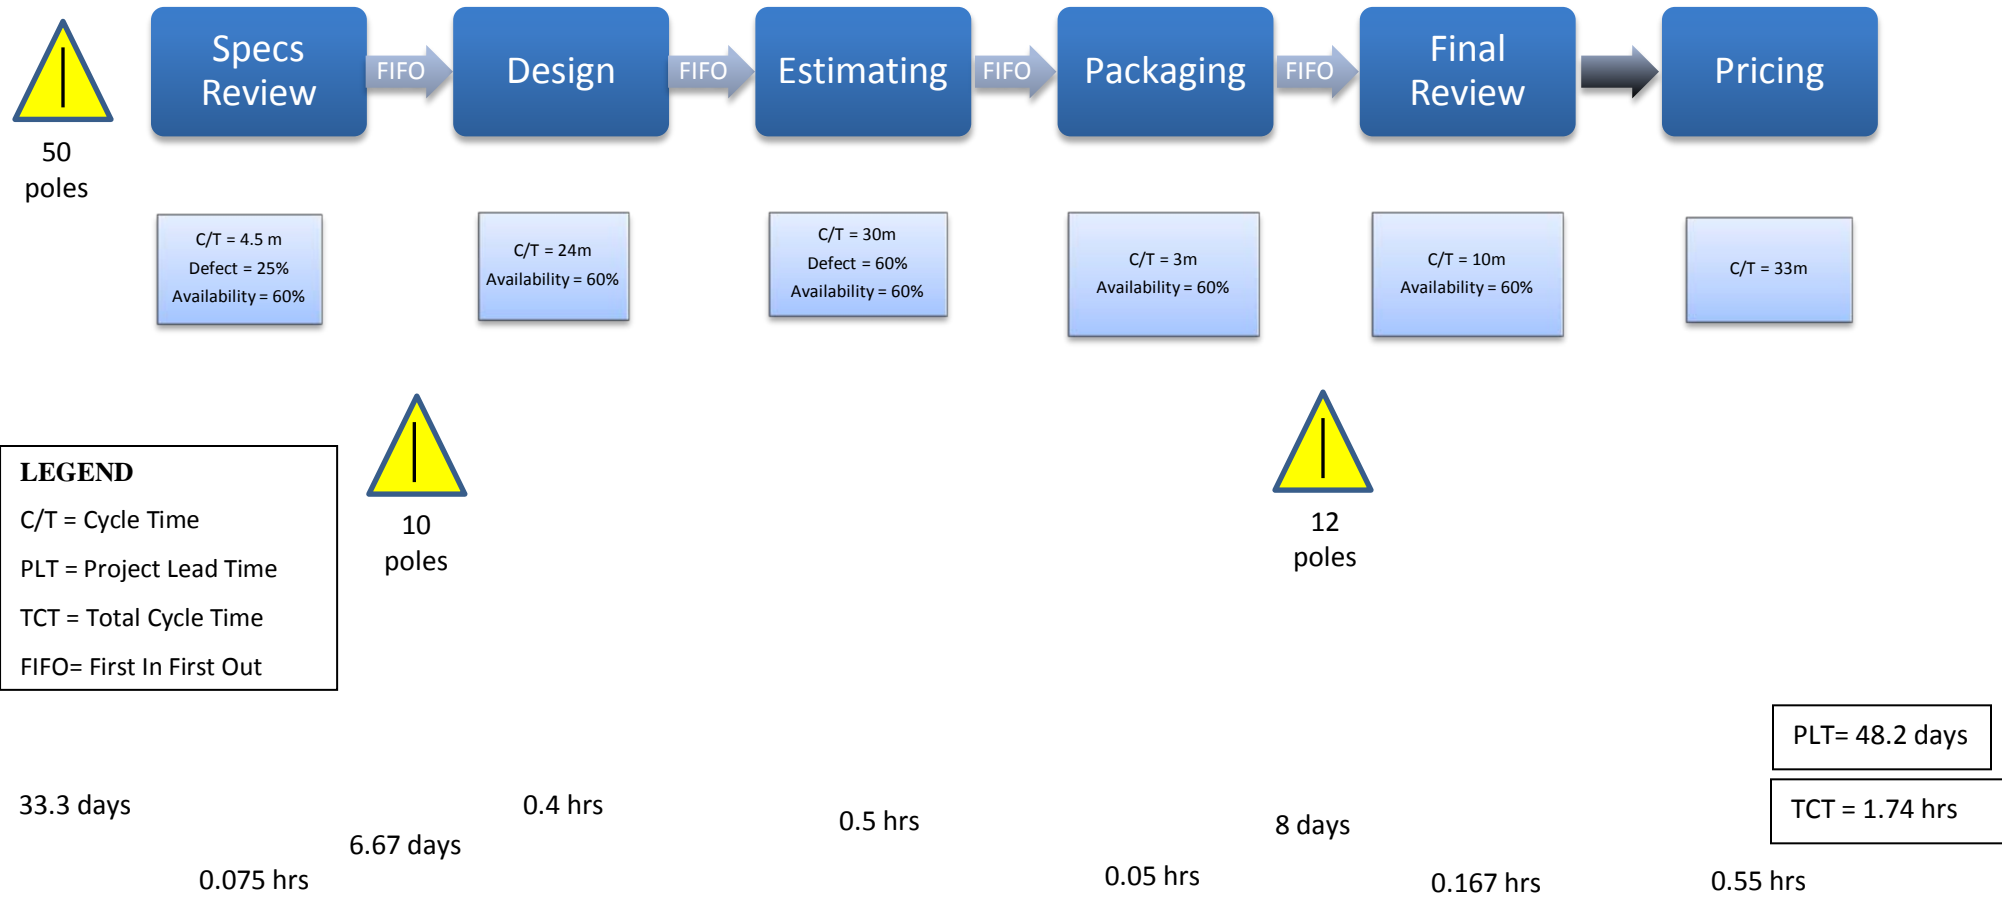 Specs
Review
FIFO
Design
FIFO
Estimating
FIFO
Packaging
FIFO
Final
Review
Pricing
50
poles
C/T = 4.5 m
Defect = 25%
Availability = 60%
C/T = 24m
Availability = 60%
C/T = 30m
Defect = 60%
Availability = 60%
C/T = 3m
Availability = 60%
C/T = 10m
Availability = 60%
C/T = 33m
10
poles
12
poles
LEGEND
C/T = Cycle Time
PLT = Project Lead Time
TCT = Total Cycle Time
FIFO= First In First Out
PLT= 48.2 days
TCT = 1.74 hrs
33.3 days
0.075 hrs
6.67 days
0.4 hrs
0.5 hrs
0.05 hrs
8 days
0.167 hrs
0.55 hrs